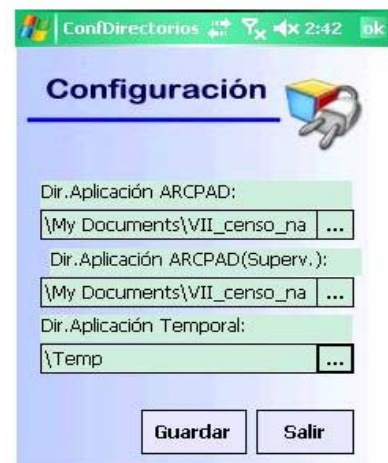 ConfDirectorios 2:42 ok
Configuración
Dir.Aplicación ARCPAD:
\My Documents\VII_censo_na ...
Dir.Aplicación ARCPAD(Superv.):
\My Documents\VII_censo_na ...
Dir.Aplicación Temporal:
\Temp ...
Guardar Salir